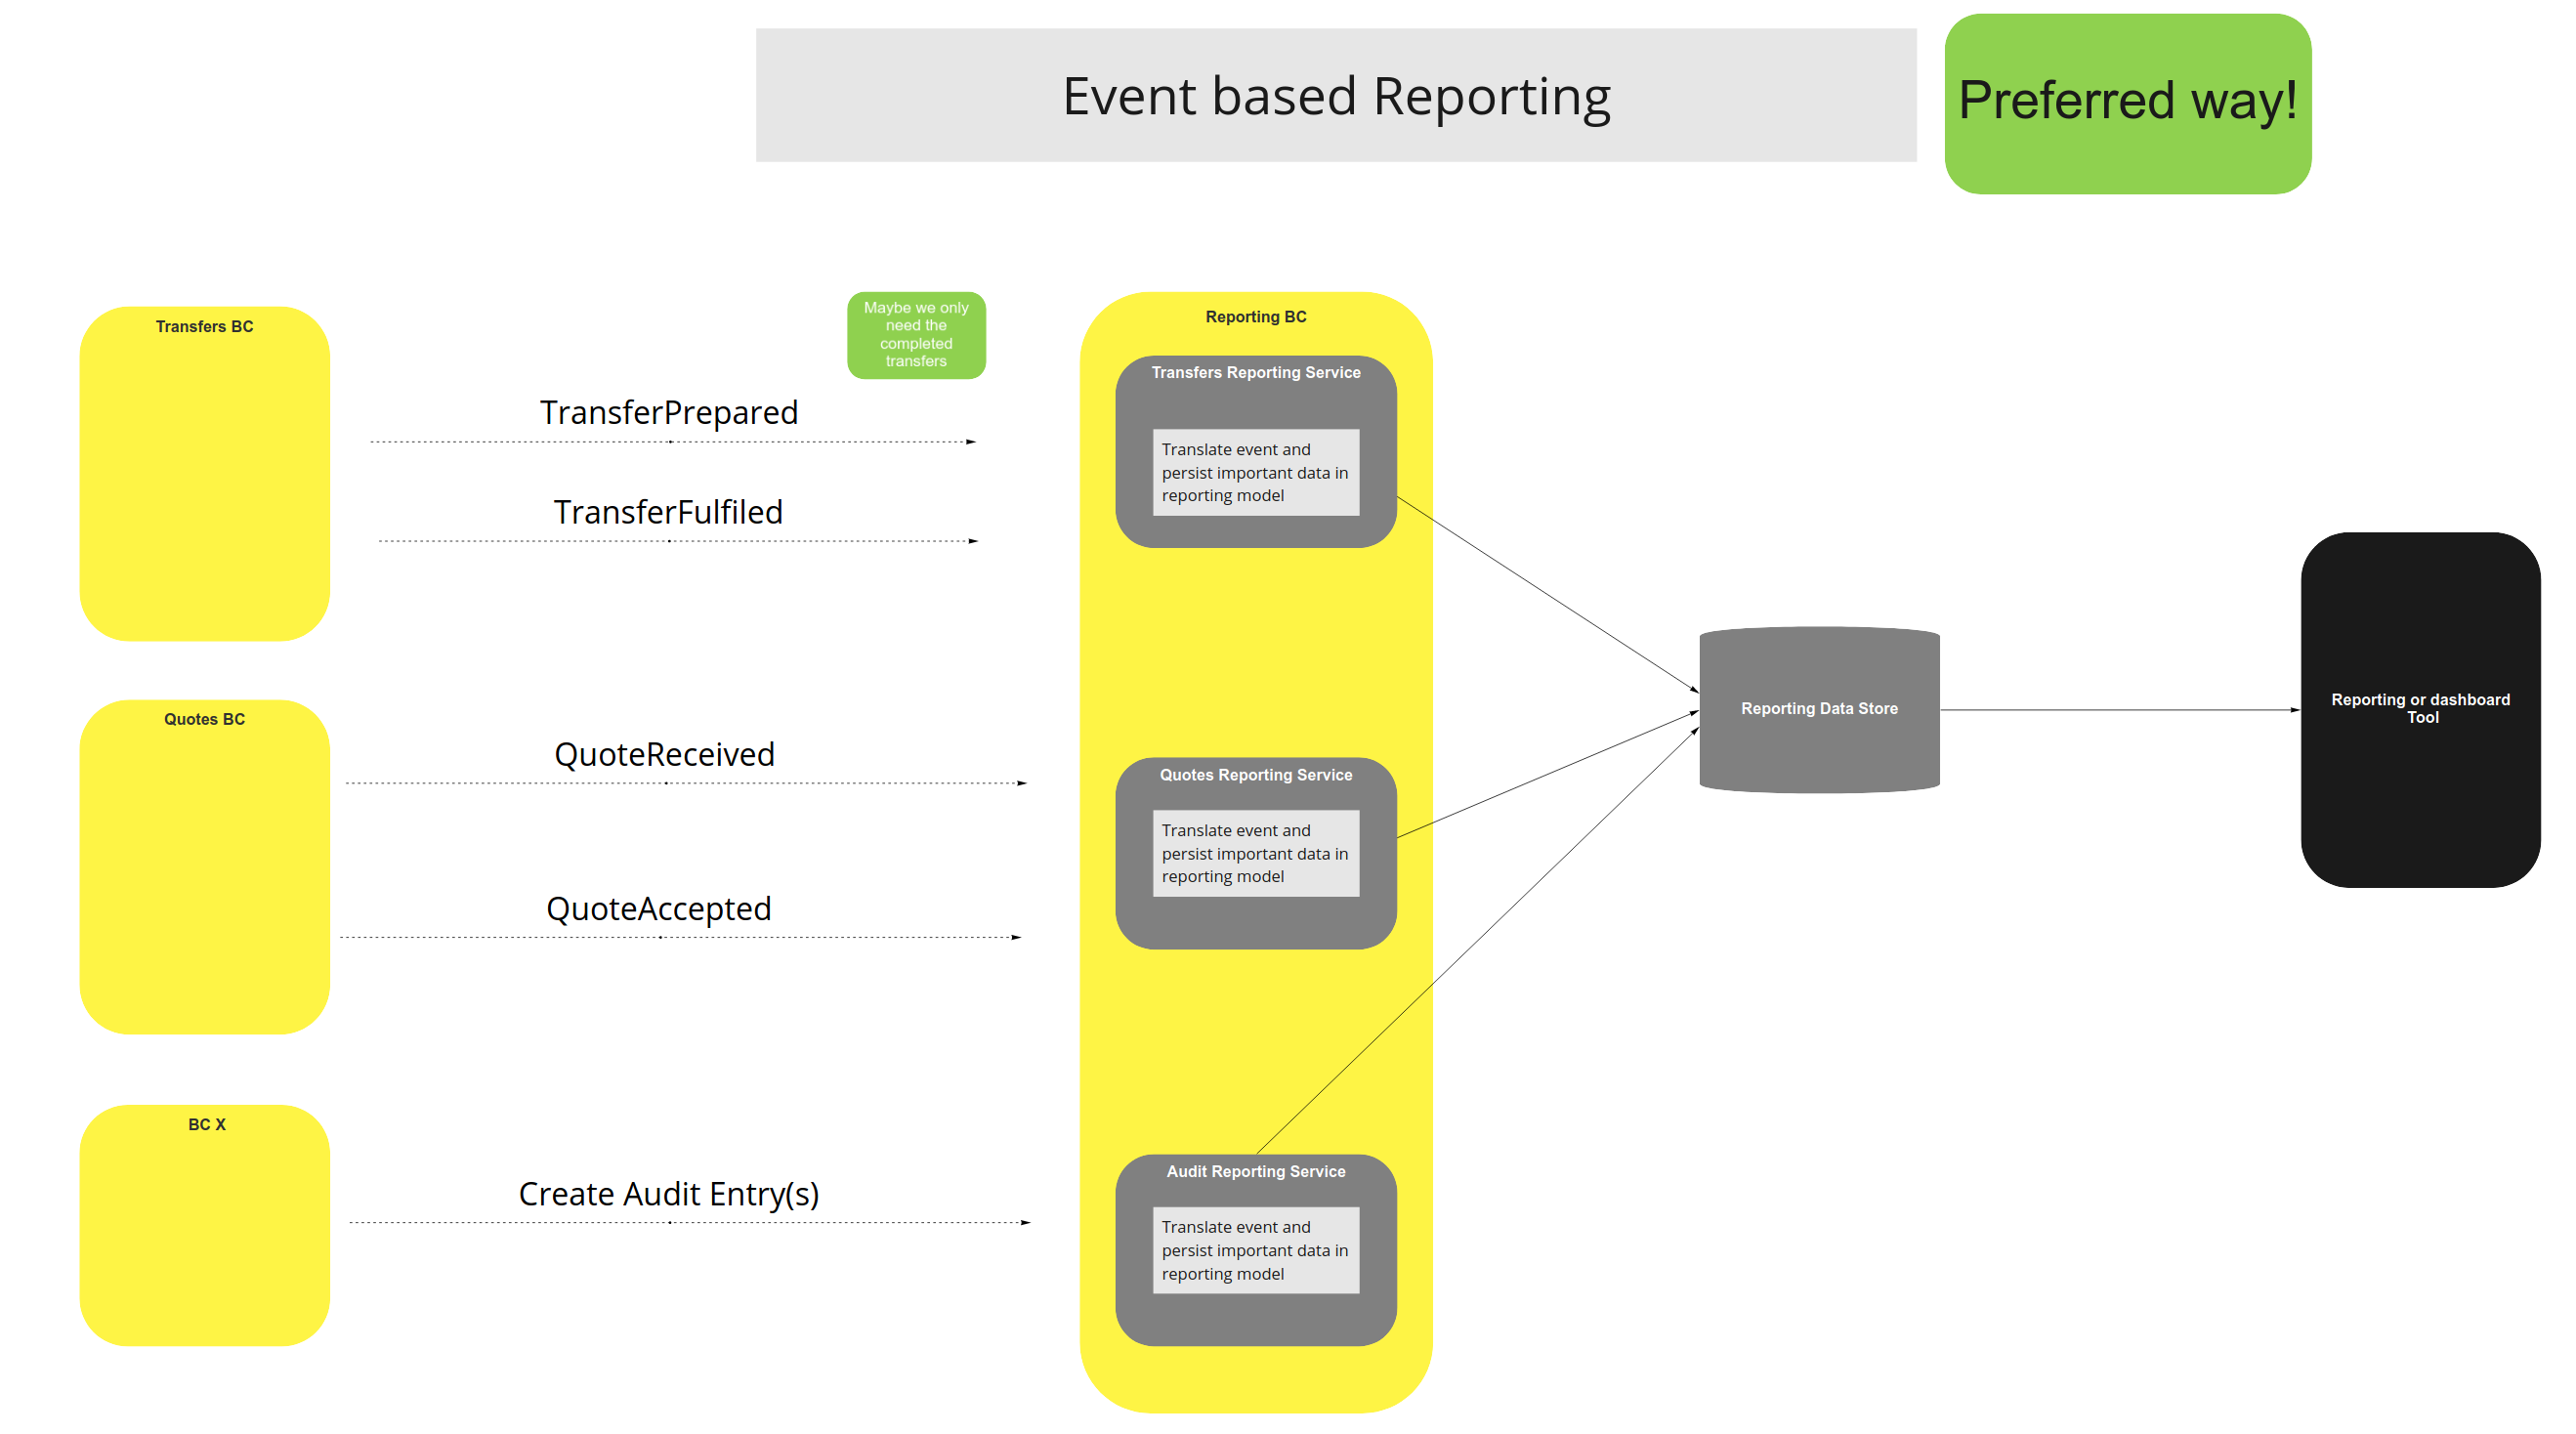 Event based Reporting
Preferred way!
Transfers BC
Maybe we only
need the
completed
transfers
TransferPrepared
TransferFulfiled
Quotes BC
QuoteReceived
QuoteAccepted
BC X
Create Audit Entry(s)
Reporting BC
Transfers Reporting Service
Translate event and
persist important data in
reporting model
Quotes Reporting Service
Translate event and
persist important data in
reporting model
Audit Reporting Service
Translate event and
persist important data in
reporting model
Reporting Data Store
Reporting or dashboard
Tool